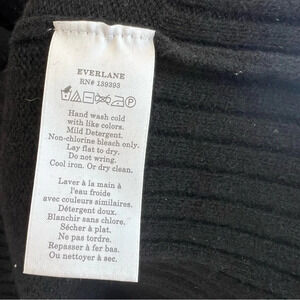 EVERLANE
RN# 139393
Hand wash cold
with like colors.
Mild Detergent.
Non-chlorine bleach only.
Lay flat to dry.
Do not wring.
Cool iron. Or dry clean.
Laver à la main à
l'eau froide
avec couleurs similaires.
Détergent doux.
Blanchir sans chlore.
Sécher à plat.
Ne pas tordre.
Repasser à fer bas.
Ou nettoyer à sec.